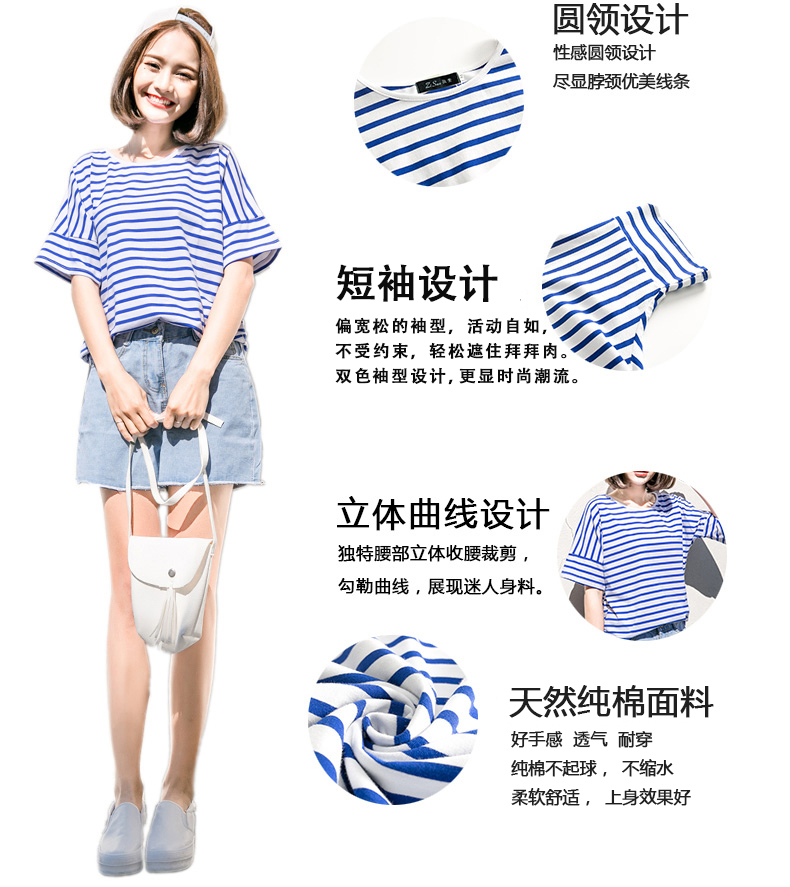 圆领设计
性感圆领设计
尽显脖颈优美线条
短袖设计
偏宽松的袖型，活动自如，
不受约束，轻松遮住拜拜肉。
双色袖型设计，更显时尚潮流。
立体曲线设计
独特腰部立体收腰裁剪，
勾勒曲线，展现迷人身料。
天然纯棉面料
好手感 透气 耐穿
纯棉不起球， 不缩水
柔软舒适， 上身效果好